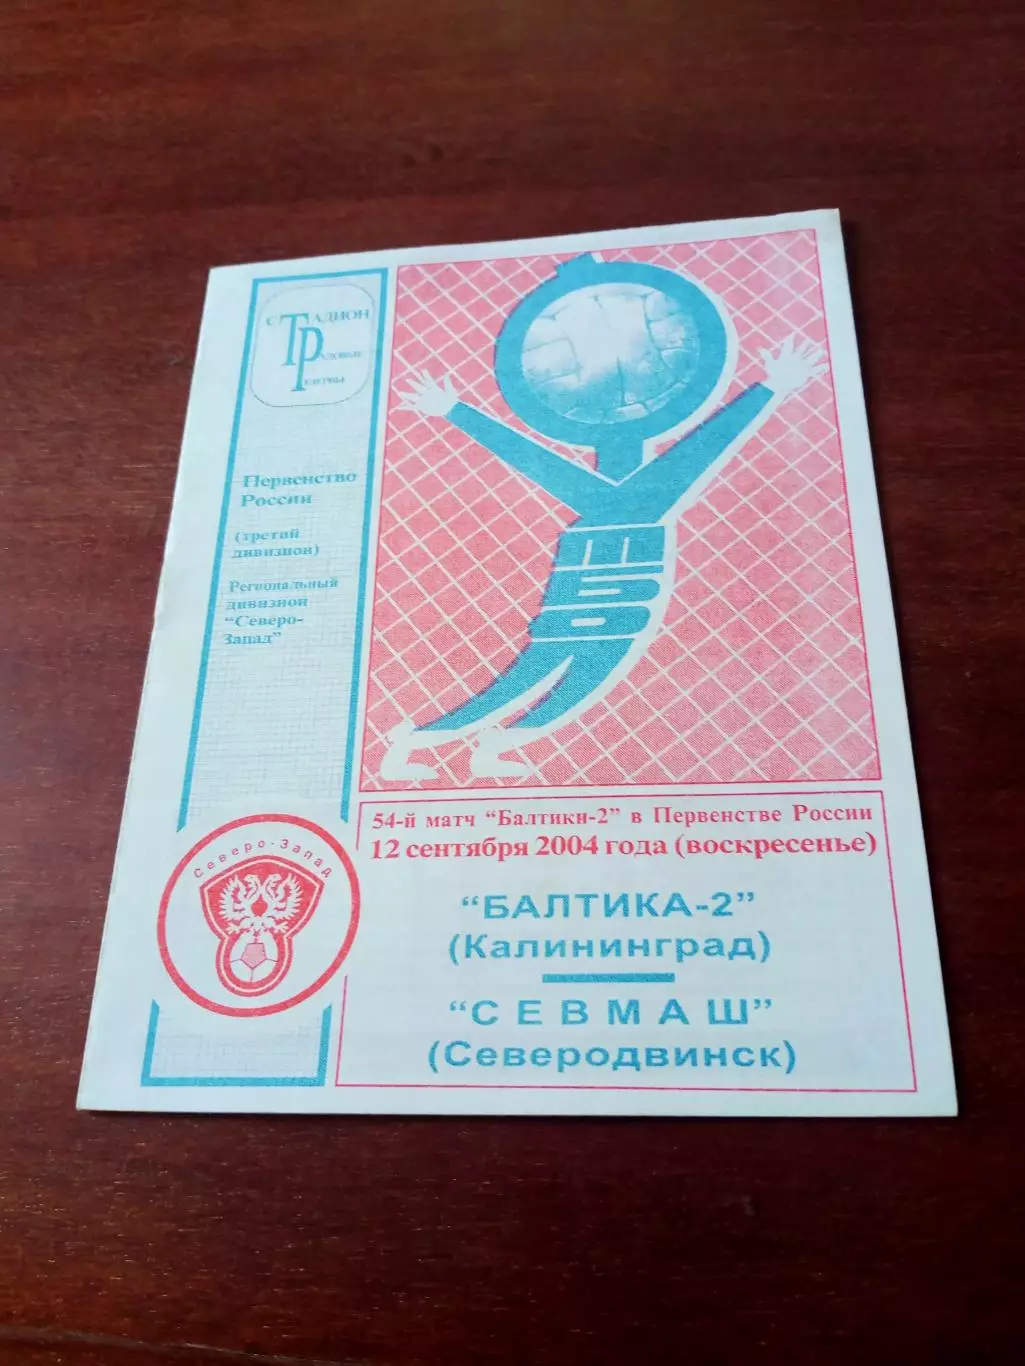 СТАДИОН
ТРУДОВЫЕ
РЕЗЕРВЫ
Первенство
России
(третий
дивизион)
Региональный
дивизион
“Северо-
Запад”
Северо-Запад
54-й матч “Балтики-2” в Первенстве России
12 сентября 2004 года (воскресенье)
“БАЛТИКА-2”
(Калининград)
“СЕВМАШ”
(Северодвинск)